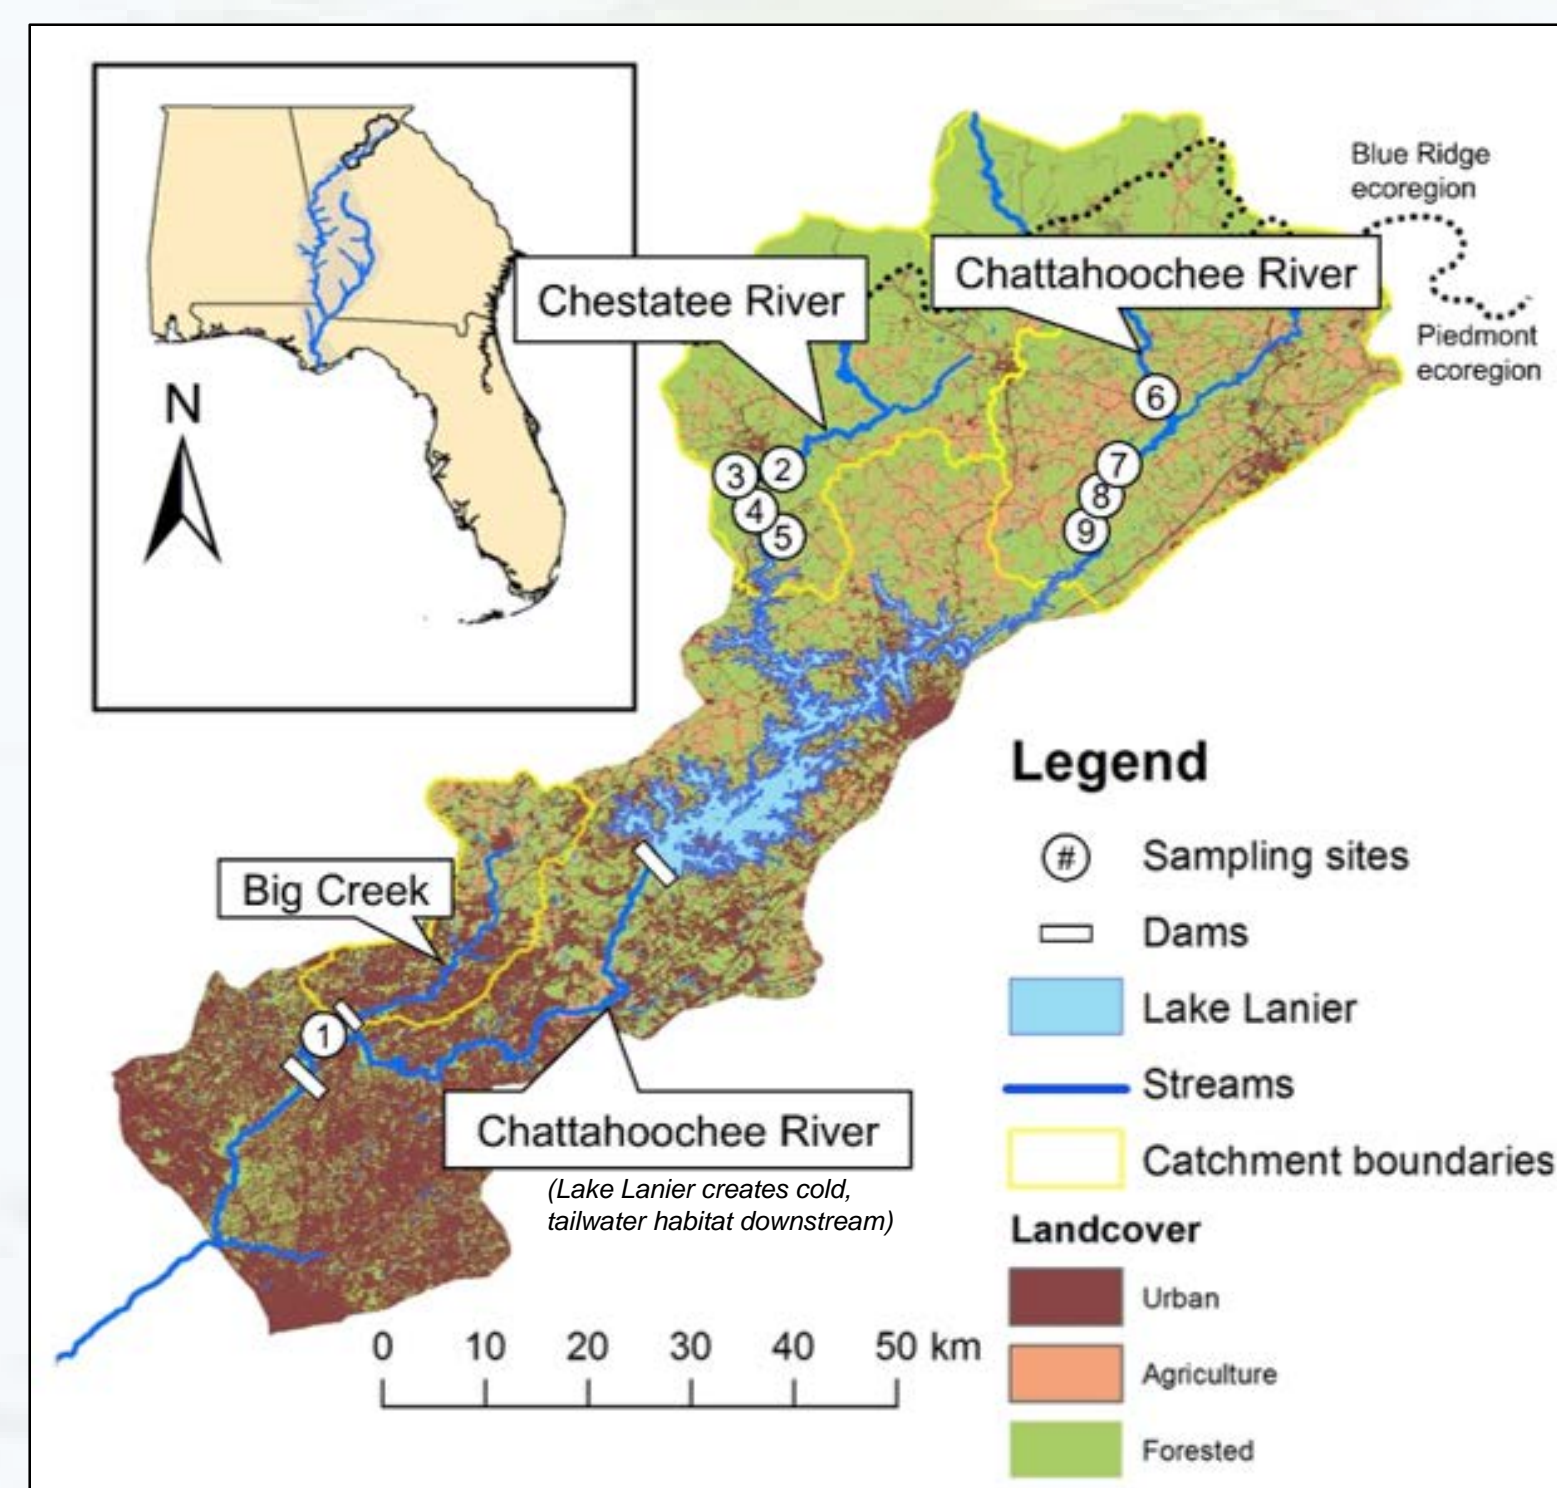 N
Blue Ridge
ecoregion
Piedmont
ecoregion
Chestatee River
Chattahoochee River
6
7
8
9
3
2
4
5
Big Creek
1
Chattahoochee River
(Lake Lanier creates cold,
tailwater habitat downstream)
0 10 20 30 40 50 km
Legend
# Sampling sites
Dams
Lake Lanier
Streams
Catchment boundaries
Landcover
Urban
Agriculture
Forested